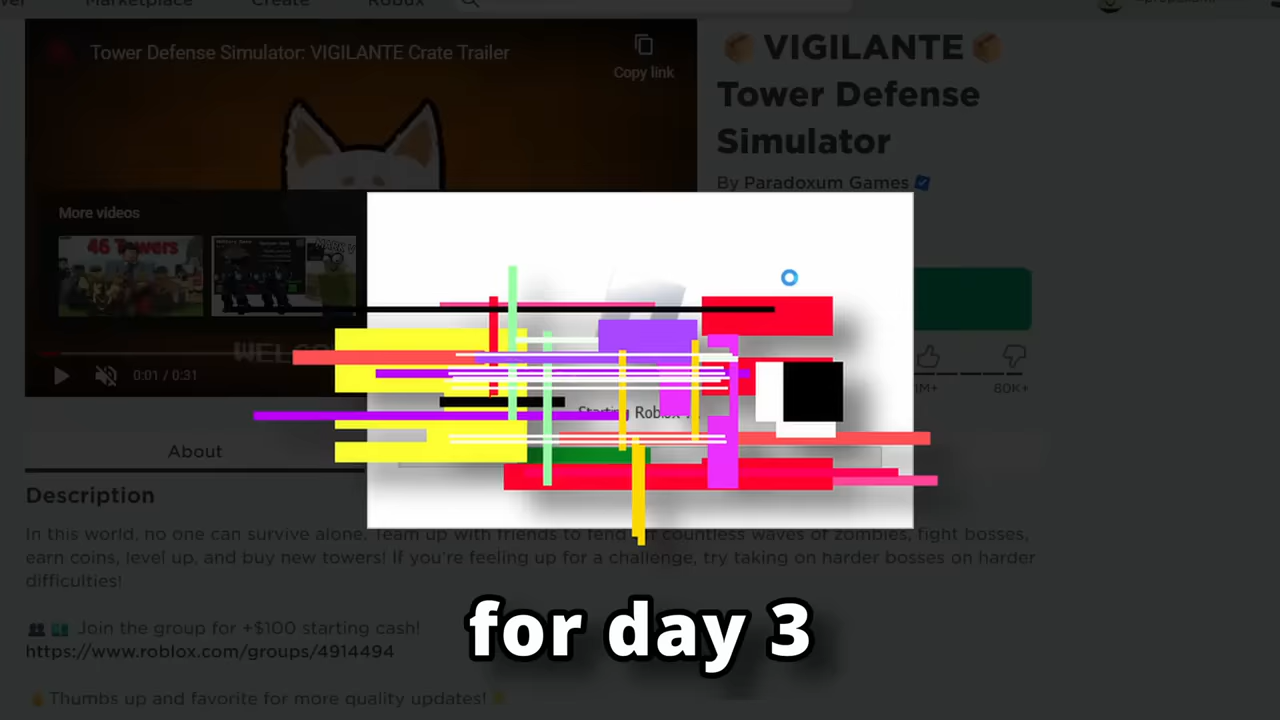 Marketplace
Create
Robux
Tower Defense Simulator: VIGILANTE Crate Trailer
Copy link
VIGILANTE
Tower Defense
Simulator
By Paradoxum Games
More videos
46 Towers
0:01 / 0:31
Starting Roblox
1M+
80K+
About
Description
In this world, no one can survive alone. Team up with friends to fend off countless waves of zombies, fight bosses,
earn coins, level up, and buy new towers! If you're feeling up for a challenge, try taking on harder bosses on harder
difficulties!
Join the group for +$100 starting cash!
https://www.roblox.com/groups/4914494
Thumbs up and favorite for more quality updates!
for day 3